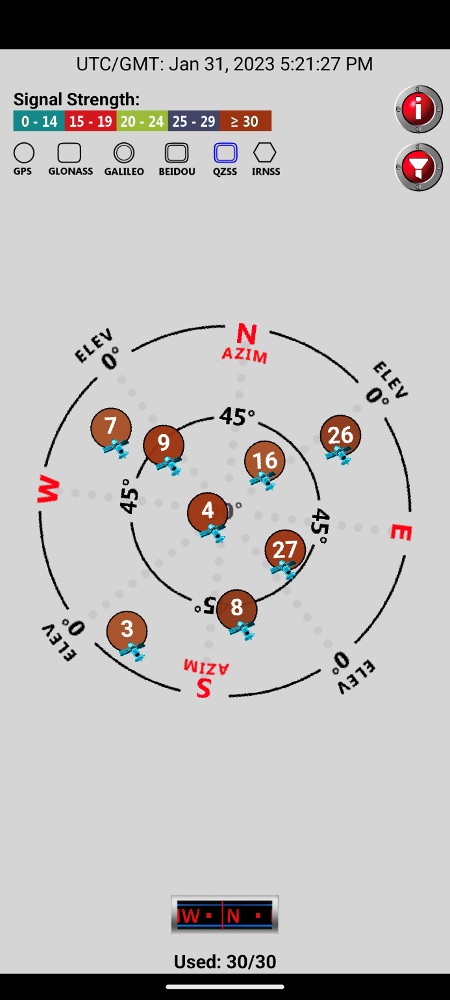 UTC/GMT: Jan 31, 2023 5:21:27 PM
Signal Strength:
0 - 14 15 - 19 20 - 24 25 - 29 ≥ 30
GPS GLONASS GALILEO BEIDOU QZSS IRNSS
N
AZIM
ELEV
0°
ELEV
0°
45°
7
9
26
16
W
45°
4
0°
45°
E
27
8
5°
3
0°
ELEV
0°
ELEV
AZIM
S
W N
Used: 30/30